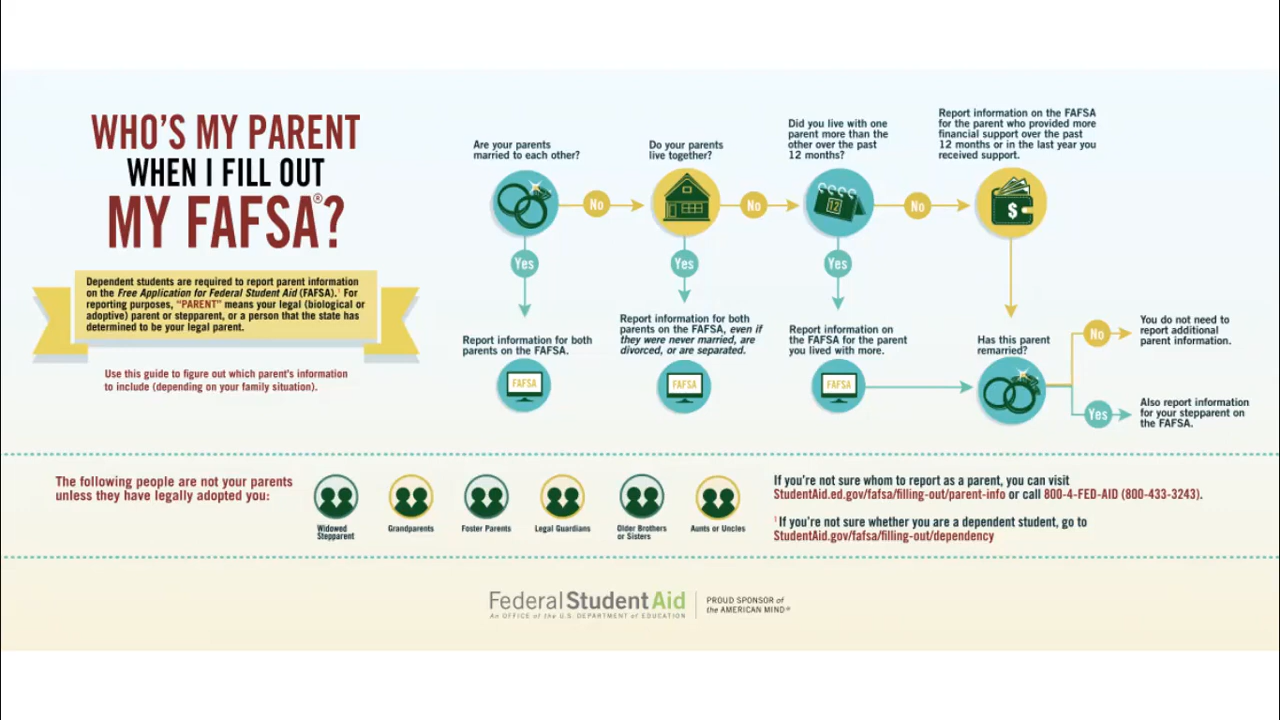 WHO'S MY PARENT
WHEN I FILL OUT
MY FAFSA®?
Dependent students are required to report parent information
on the Free Application for Federal Student Aid (FAFSA).¹ For
reporting purposes, "PARENT" means your legal (biological or
adoptive) parent or stepparent, or a person that the state has
determined to be your legal parent.
Use this guide to figure out which parent's information
to include (depending on your family situation).
Are your parents
married to each other?
No
Yes
Report information for both
parents on the FAFSA.
FAFSA
Do your parents
live together?
No
Yes
Report information for both
parents on the FAFSA, even if
they were never married, are
divorced, or are separated.
FAFSA
Did you live with one
parent more than the
other over the past
12 months?
12
No
Yes
Report information on
the FAFSA for the parent
you lived with more.
FAFSA
Report information on the FAFSA
for the parent who provided more
financial support over the past
12 months or in the last year you
received support.
$
Has this parent
remarried?
No
You do not need to
report additional
parent information.
Yes
Also report information
for your stepparent on
the FAFSA.
The following people are not your parents
unless they have legally adopted you:
Widowed
Stepparent
Grandparents
Foster Parents
Legal Guardians
Older Brothers
or Sisters
Aunts or Uncles
If you're not sure whom to report as a parent, you can visit
StudentAid.ed.gov/fafsa/filling-out/parent-info or call 800-4-FED-AID (800-433-3243).
¹ If you're not sure whether you are a dependent student, go to
StudentAid.gov/fafsa/filling-out/dependency
Federal Student Aid
An OFFICE of the U.S. DEPARTMENT of EDUCATION
PROUD SPONSOR of
the AMERICAN MIND®